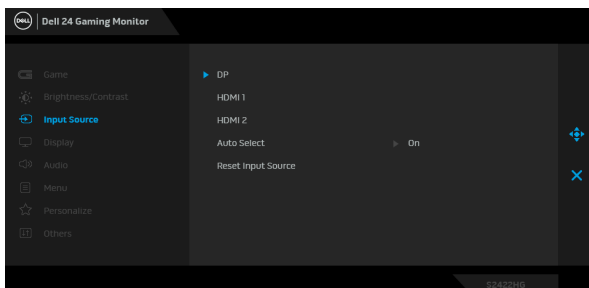 DELL Dell 24 Gaming Monitor
Game
Brightness/Contrast
Input Source
Display
Audio
Menu
Personalize
Others
DP
HDMI 1
HDMI 2
Auto Select On
Reset Input Source
S2422HG